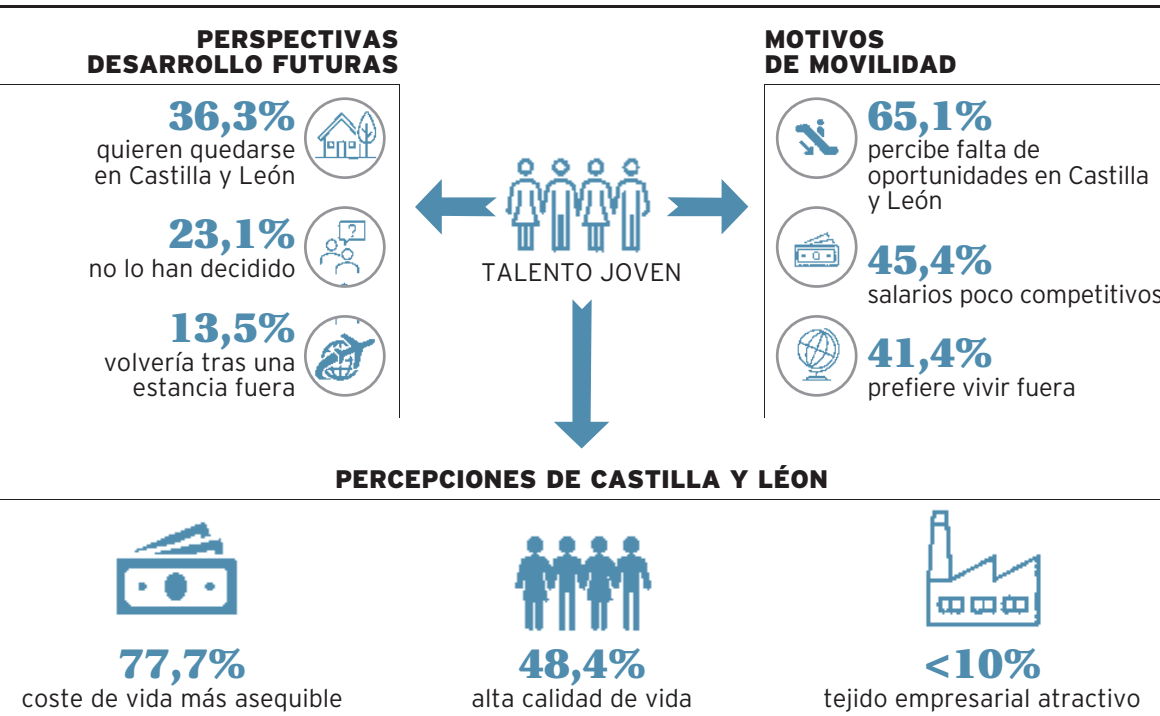 PERSPECTIVAS
DESARROLLO FUTURAS
36,3%
quieren quedarse
en Castilla y León
23,1%
no lo han decidido
?
13,5%
volvería tras una
estancia fuera
TALENTO JOVEN
MOTIVOS
DE MOVILIDAD
65,1%
percibe falta de
oportunidades en Castilla
y León
45,4%
salarios poco competitivos
41,4%
prefiere vivir fuera
PERCEPCIONES DE CASTILLA Y LÉON
77,7%
coste de vida más asequible
48,4%
alta calidad de vida
<10%
tejido empresarial atractivo